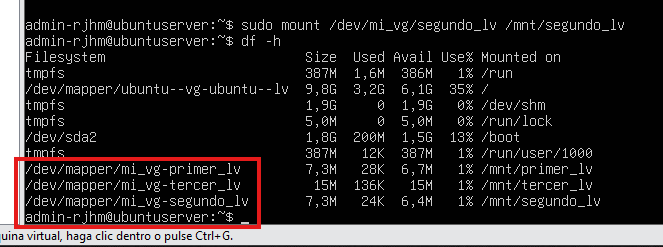 admin-rjhm@ubuntuserver:~$ sudo mount /dev/mi_vg/segundo_lv /mnt/segundo_lv
admin-rjhm@ubuntuserver:~$ df -h
Filesystem Size Used Avail Use% Mounted on
tmpfs 387M 1,6M 386M 1% /run
/dev/mapper/ubuntu--vg-ubuntu--lv 9,8G 3,2G 6,1G 35% /
tmpfs 1,9G 0 1,9G 0% /dev/shm
tmpfs 5,0M 0 5,0M 0% /run/lock
/dev/sda2 1,8G 200M 1,5G 13% /boot
tmpfs 387M 12K 387M 1% /run/user/1000
/dev/mapper/mi_vg-primer_lv 7,3M 28K 6,7M 1% /mnt/primer_lv
/dev/mapper/mi_vg-tercer_lv 15M 136K 15M 1% /mnt/tercer_lv
/dev/mapper/mi_vg-segundo_lv 7,3M 24K 6,4M 1% /mnt/segundo_lv
admin-rjhm@ubuntuserver:~$ _
quina virtual, haga clic dentro o pulse Ctrl+G.